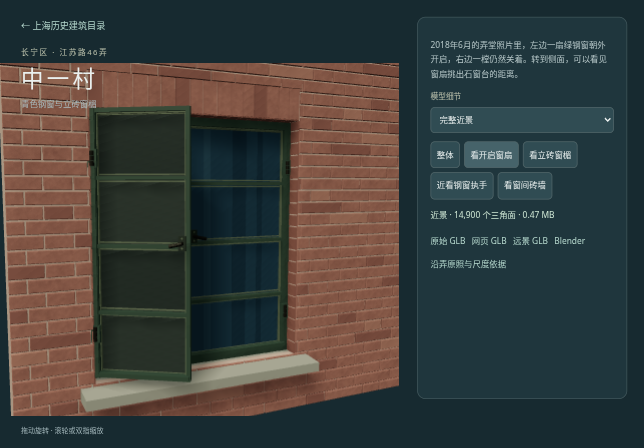 ← 上海历史建筑目录
长宁区 · 江苏路46弄
中一村
青色钢窗与立砖窗楣
2018年6月的弄堂照片里，左边一扇绿钢窗朝外
开启，右边一樘仍然关着。转到侧面，可以看见
窗扇挑出石窗台的距离。
模型细节
完整近景
整体 看开启窗扇 看立砖窗楣
近看钢窗执手 看窗间砖墙
近景 · 14,900 个三角面 · 0.47 MB
原始 GLB 网页 GLB 远景 GLB Blender
沿弄原照与尺度依据
拖动旋转 · 滚轮或双指缩放